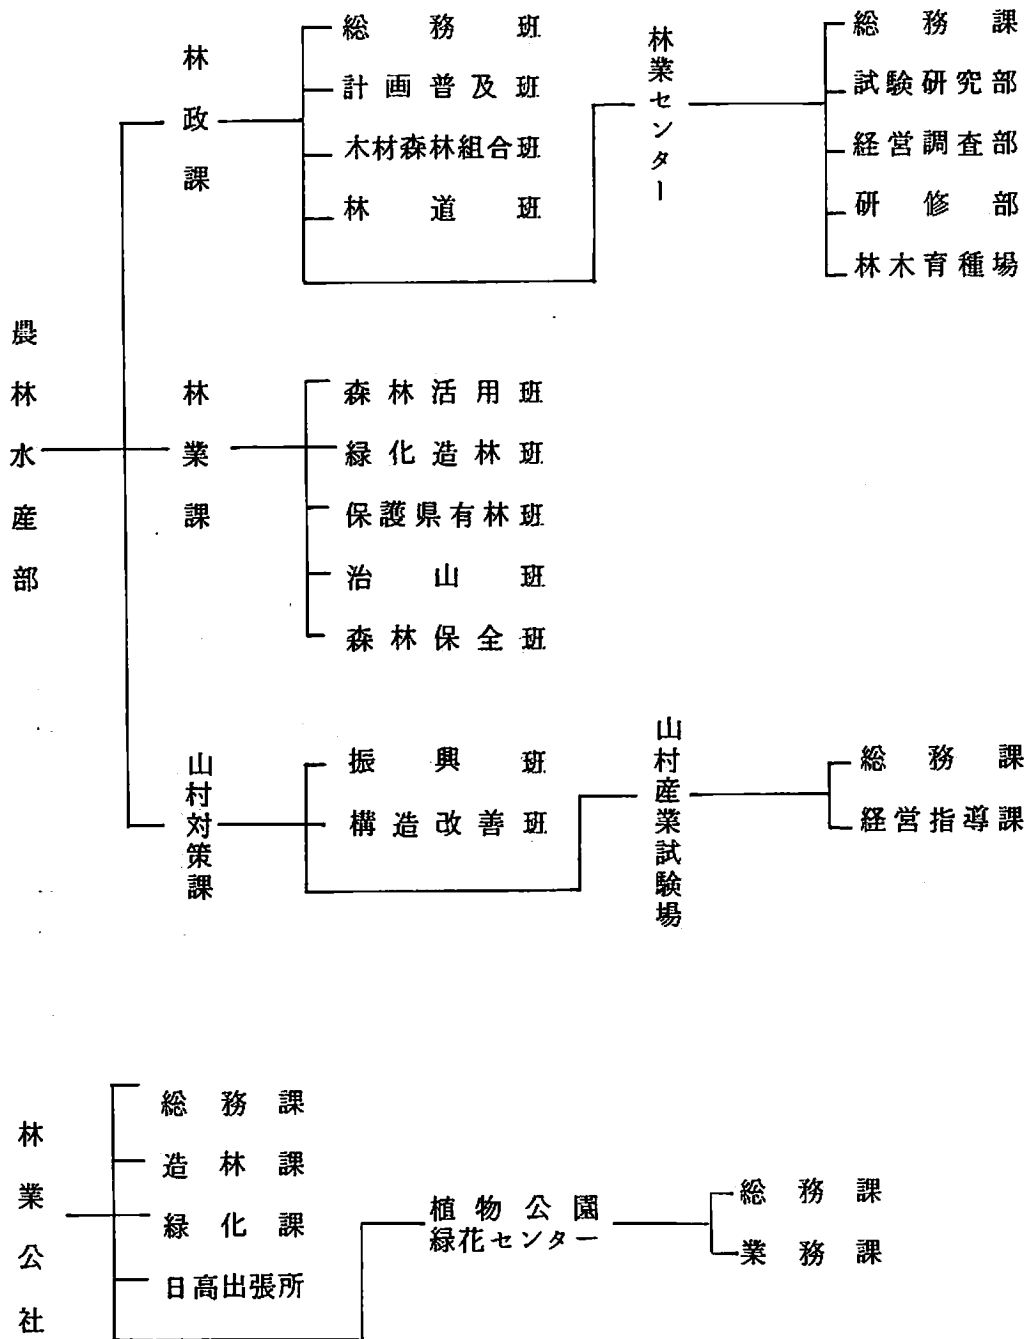 農林水産部
林政課
総務班
計画普及班
木材森林組合班
林道班
林業センター
総務課
試験研究部
経営調査部
研修部
林木育種場
林業課
森林活用班
緑化造林班
保護県有林班
治山班
森林保全班
山村対策課
振興班
構造改善班
山村産業試験場
総務課
経営指導課
林業公社
総務課
造林課
緑化課
日高出張所
植物公園
緑花センター
総務課
業務課